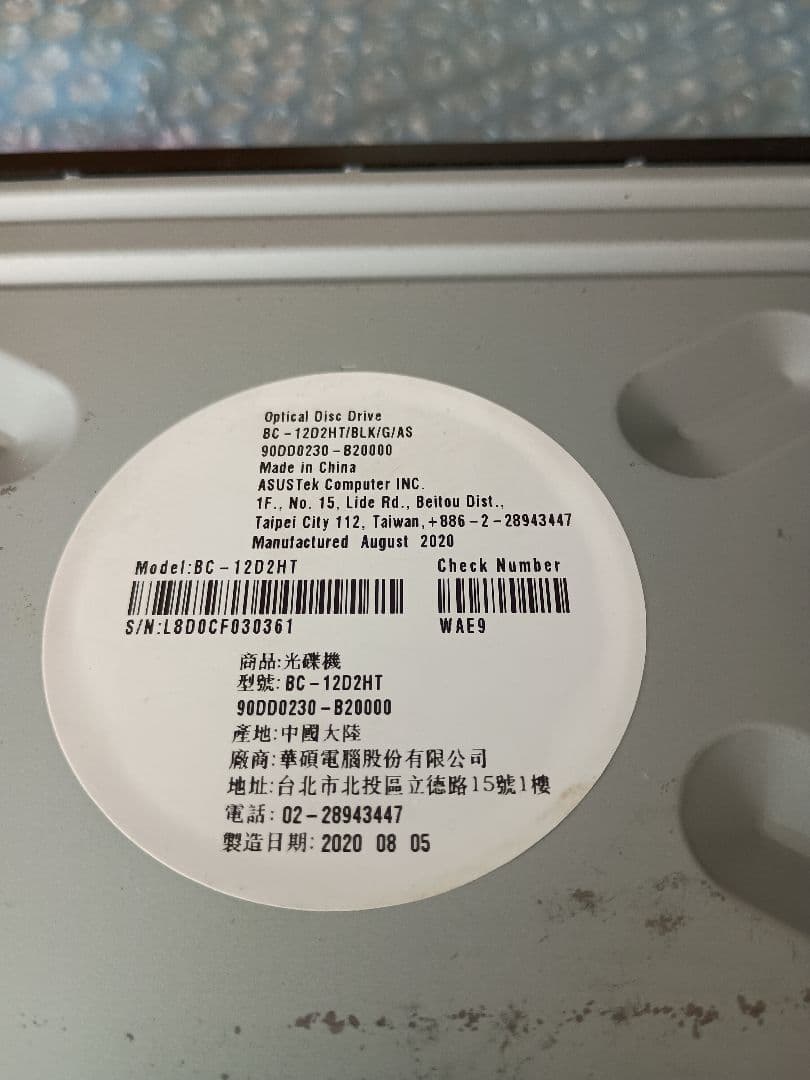 Optical Disc Drive
BC-12D2HT/BLK/G/AS
90DD0230-B20000
Made in China
ASUSTek Computer INC.
1F., No. 15, Lide Rd., Beitou Dist.,
Taipei City 112, Taiwan,+886-2-28943447
Manufactured August 2020
Model:BC-12D2HT Check Number
S/N:L8D0CF030361 WAE9
商品:光碟機
型號:BC-12D2HT
90DD0230-B20000
產地:中國大陸
廠商:華碩電腦股份有限公司
地址:台北市北投區立德路15號1樓
電話:02-28943447
製造日期:2020 08 05